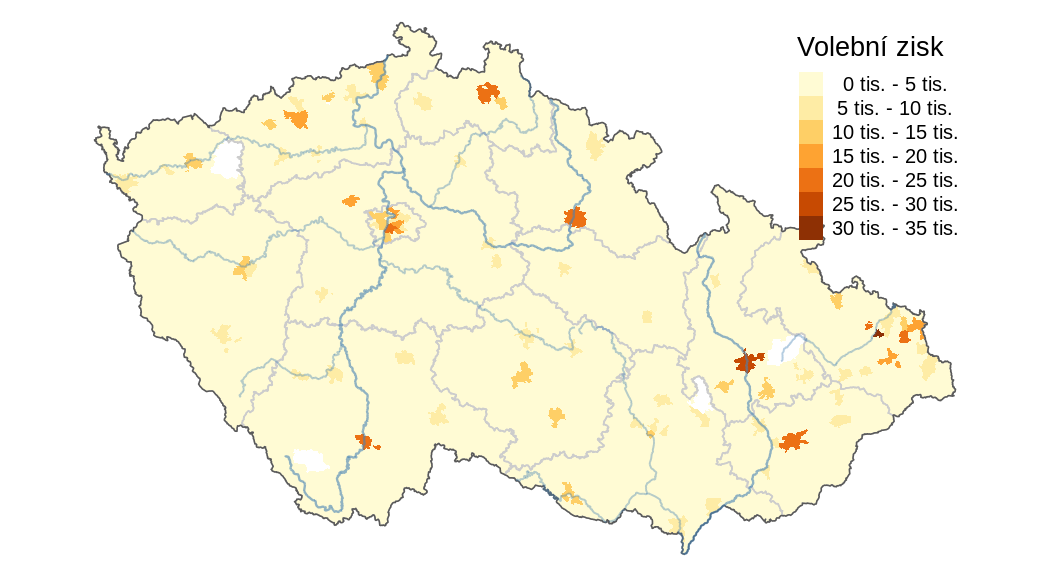 Volební zisk
0 tis. - 5 tis.
5 tis. - 10 tis.
10 tis. - 15 tis.
15 tis. - 20 tis.
20 tis. - 25 tis.
25 tis. - 30 tis.
30 tis. - 35 tis.